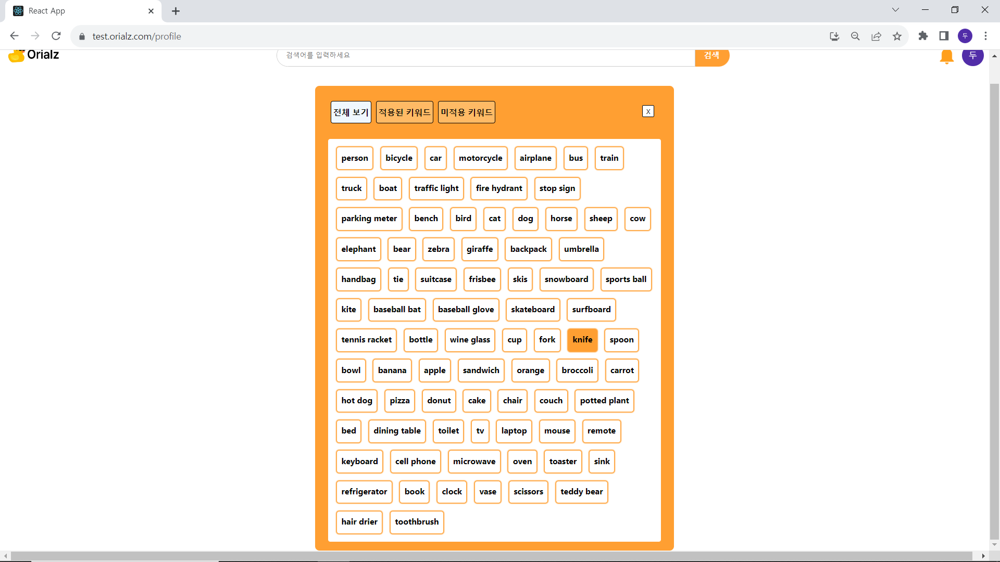 React App
test.orialz.com/profile
두
Orialz
검색어를 입력하세요
검색
두
전체 보기 적용된 키워드 미적용 키워드 X
person bicycle car motorcycle airplane bus train
truck boat traffic light fire hydrant stop sign
parking meter bench bird cat dog horse sheep cow
elephant bear zebra giraffe backpack umbrella
handbag tie suitcase frisbee skis snowboard sports ball
kite baseball bat baseball glove skateboard surfboard
tennis racket bottle wine glass cup fork knife spoon
bowl banana apple sandwich orange broccoli carrot
hot dog pizza donut cake chair couch potted plant
bed dining table toilet tv laptop mouse remote
keyboard cell phone microwave oven toaster sink
refrigerator book clock vase scissors teddy bear
hair drier toothbrush